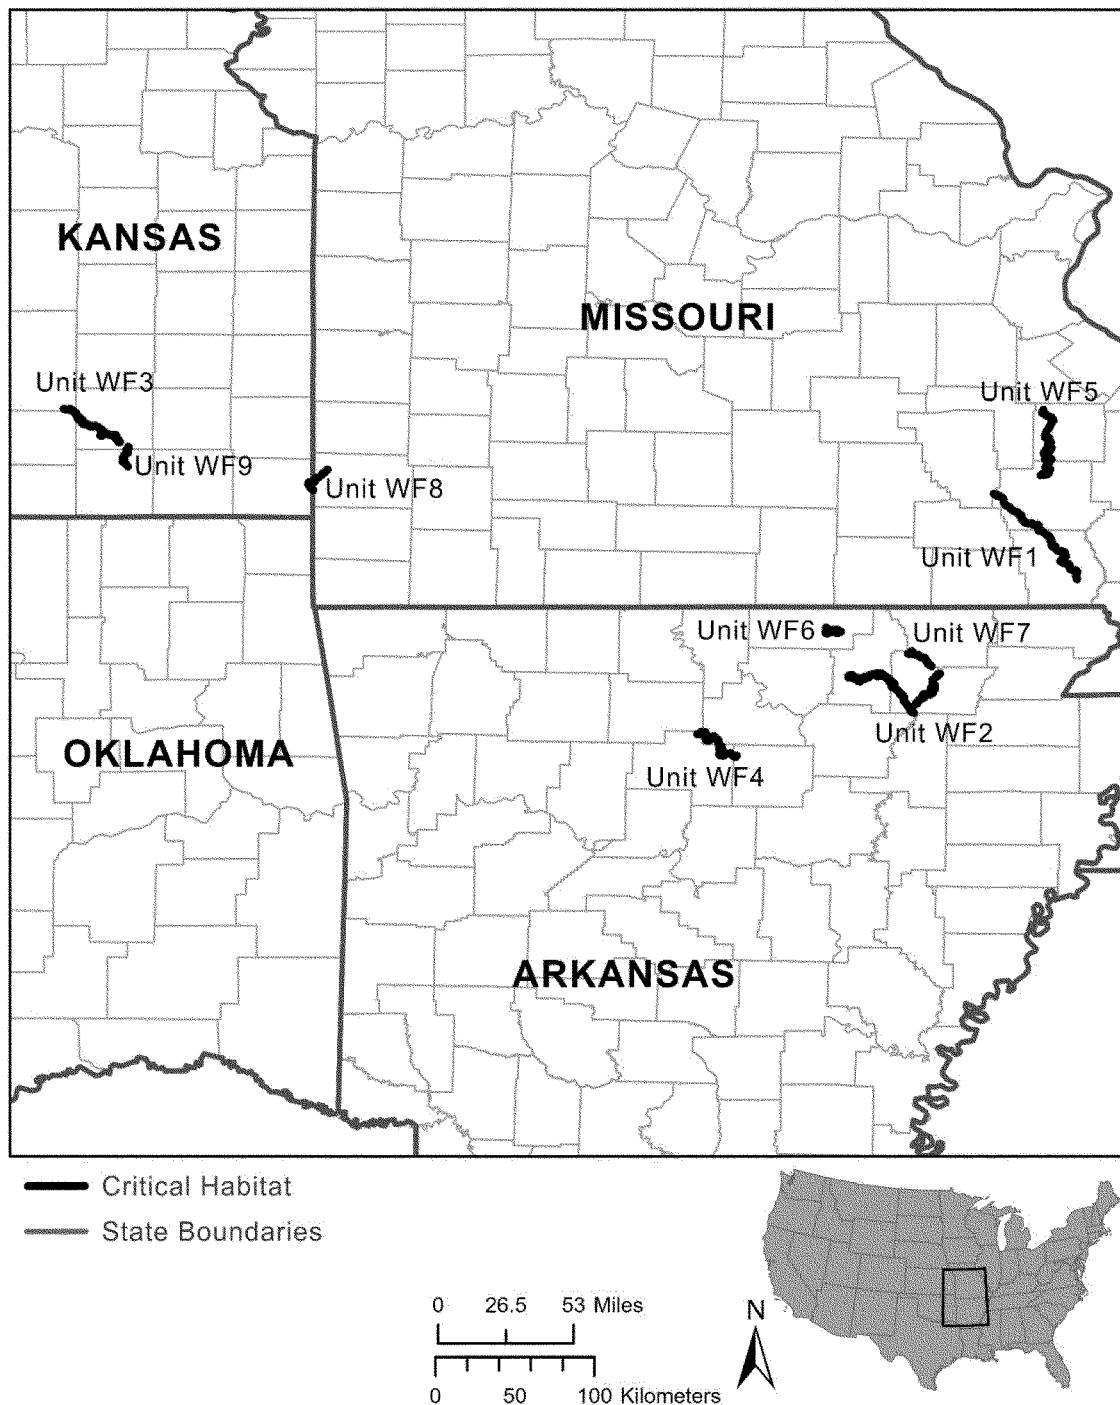 KANSAS
MISSOURI
Unit WF3
Unit WF5
Unit WF9
Unit WF8
Unit WF1
Unit WF6
Unit WF7
Unit WF2
OKLAHOMA
Unit WF4
ARKANSAS
Critical Habitat
State Boundaries
0 26.5 53 Miles
N
0 50 100 Kilometers